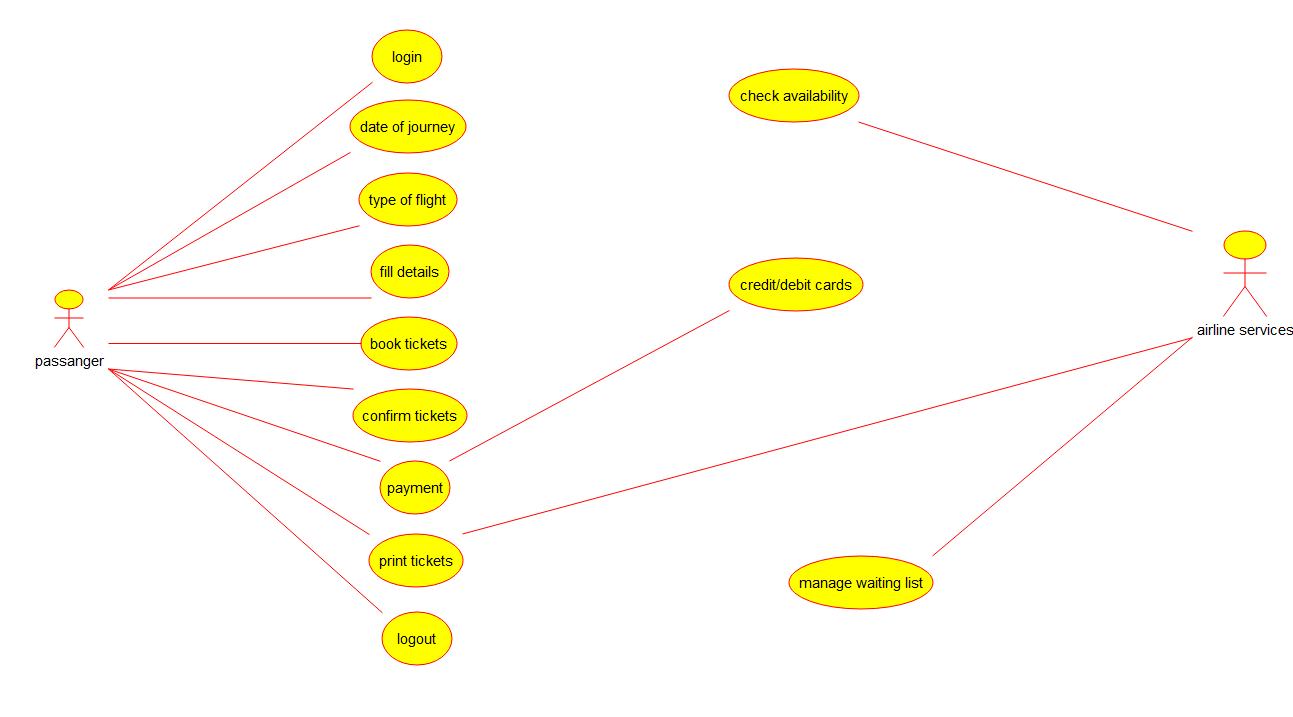 login
date of journey
type of flight
fill details
book tickets
confirm tickets
payment
print tickets
logout
passanger
check availability
credit/debit cards
manage waiting list
airline services